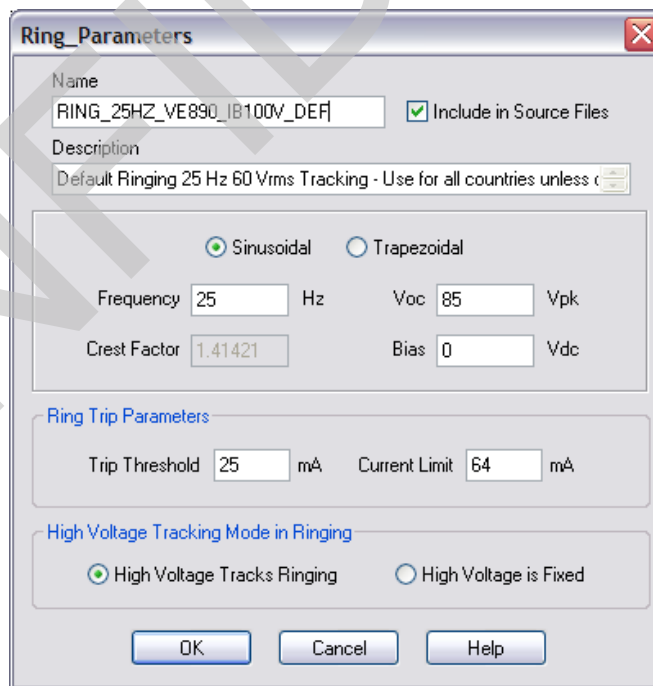 Ring_Parameters
Name
RING_25HZ_VE890_IB100V_DEF
Include in Source Files
Description
Default Ringing 25 Hz 60 Vrms Tracking - Use for all countries unless
Sinusoidal Trapezoidal
Frequency 25 Hz Voc 85 Vpk
Crest Factor 1.41421 Bias 0 Vdc
Ring Trip Parameters
Trip Threshold 25 mA Current Limit 64 mA
High Voltage Tracking Mode in Ringing
High Voltage Tracks Ringing High Voltage is Fixed
OK Cancel Help